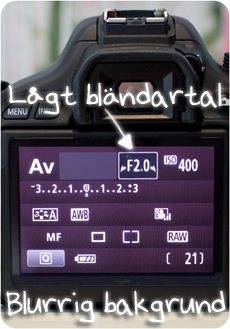 MENU
Lågt bländartal
Av F2.0 ISO 400
-3..2..1..0..1..2.:3
A AWB
MF RAW
Q [ 21]
Blurrig bakgrund